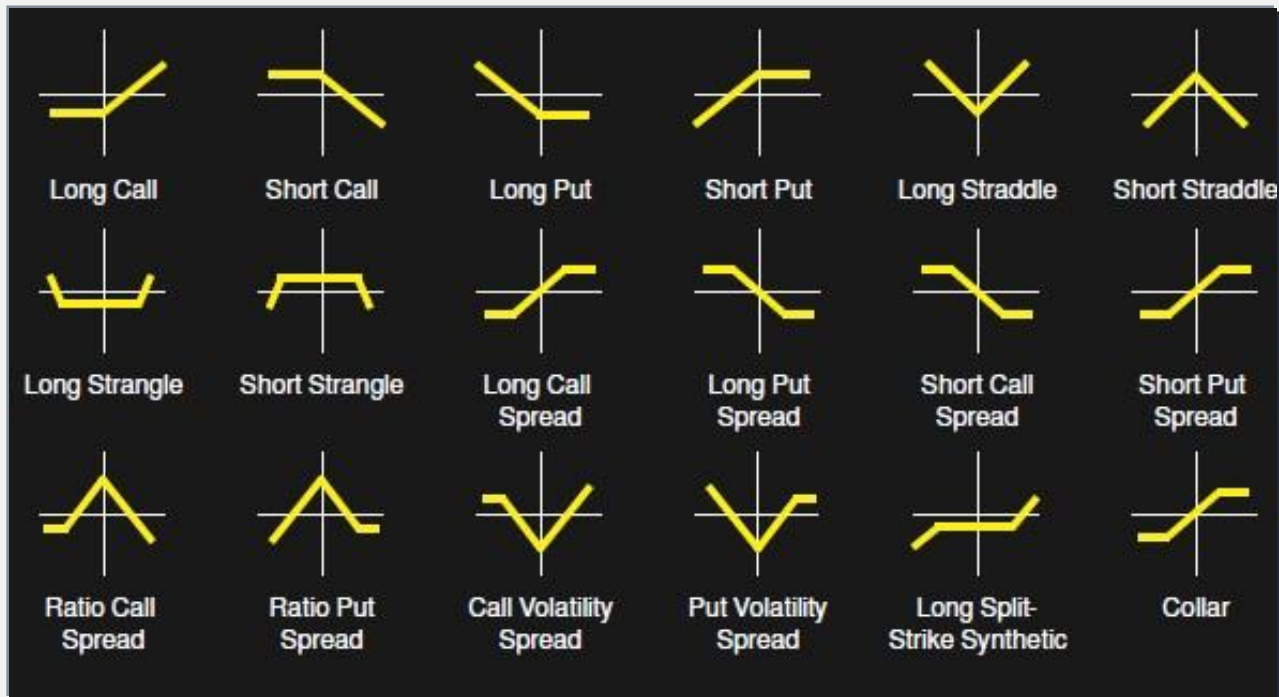 Long Call
Short Call
Long Put
Short Put
Long Straddle
Short Straddle
Long Strangle
Short Strangle
Long Call
Spread
Long Put
Spread
Short Call
Spread
Short Put
Spread
Ratio Call
Spread
Ratio Put
Spread
Call Volatility
Spread
Put Volatility
Spread
Long Split-
Strike Synthetic
Collar